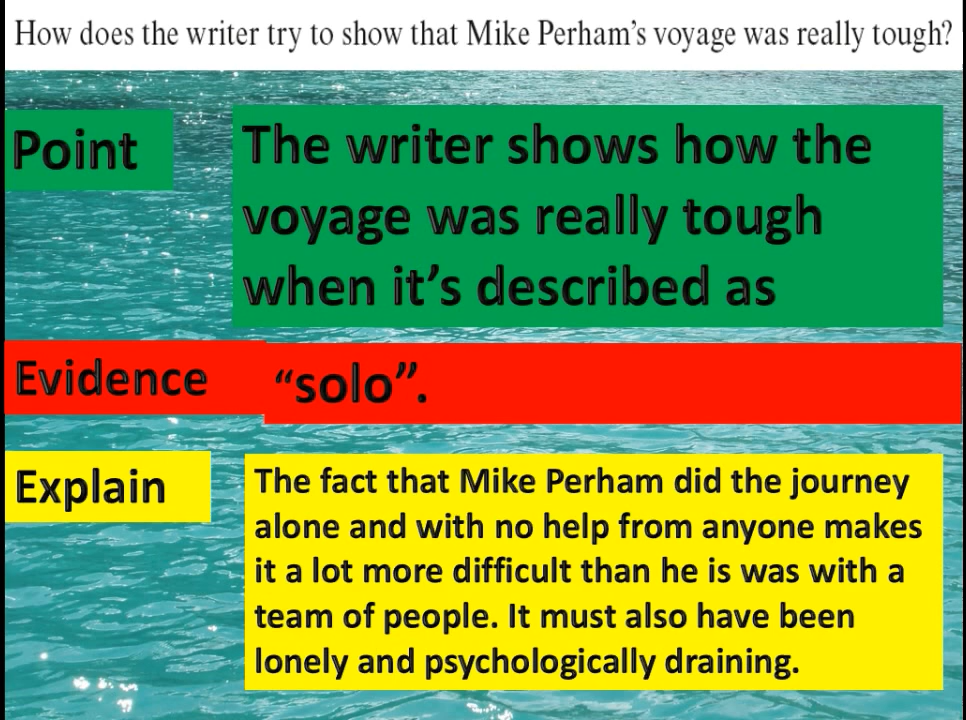 How does the writer try to show that Mike Perham's voyage was really tough?
Point
The writer shows how the
voyage was really tough
when it's described as
Evidence
“solo”.
Explain
The fact that Mike Perham did the journey
alone and with no help from anyone makes
it a lot more difficult than he is was with a
team of people. It must also have been
lonely and psychologically draining.